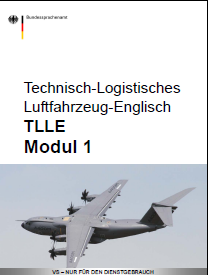 Bundessprachenamt
Technisch-Logistisches
Luftfahrzeug-Englisch
TLLE
Modul 1
VS – NUR FÜR DEN DIENSTGEBRAUCH